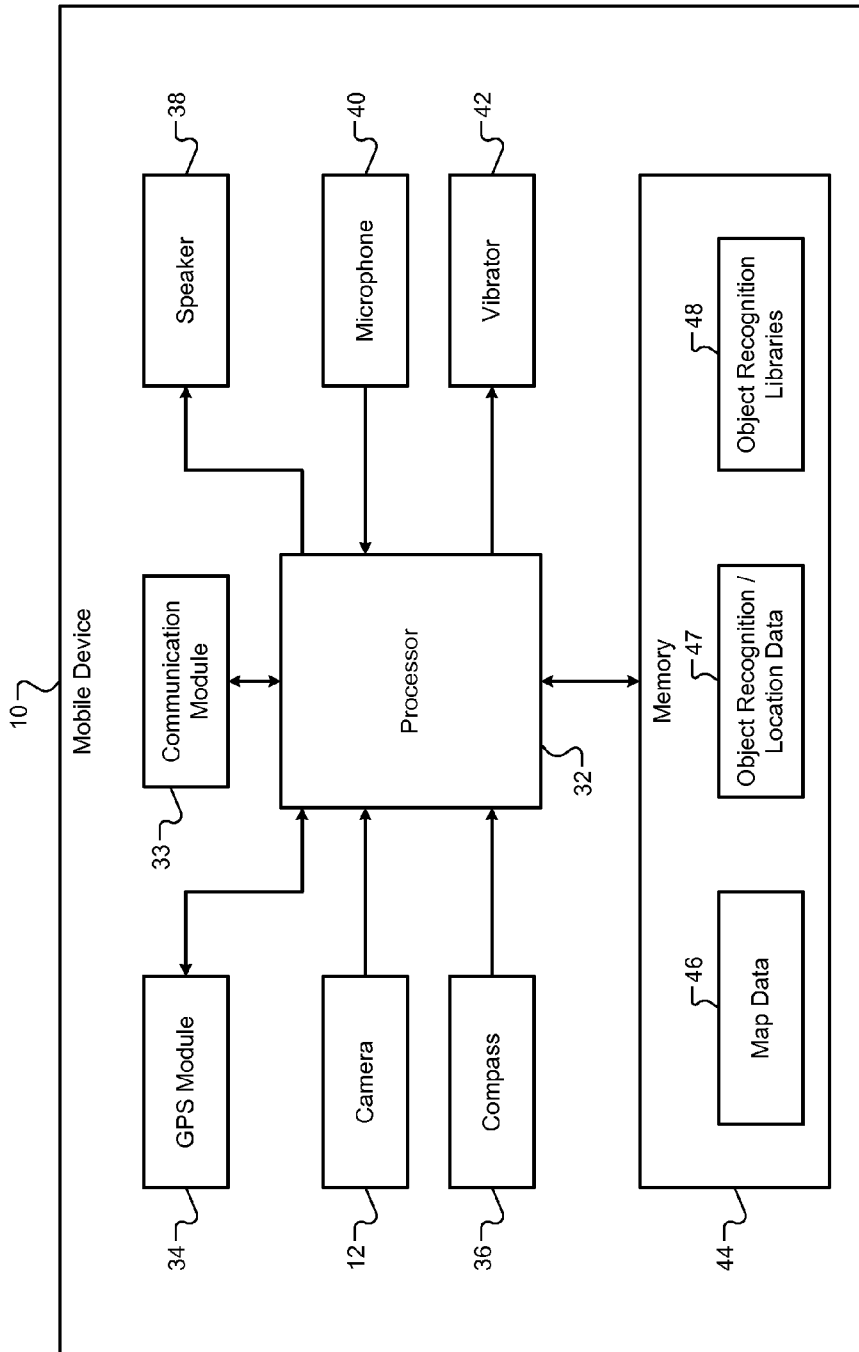 10
Mobile Device
34
GPS Module
33
Communication
Module
Speaker
38
12
Camera
Processor
32
Microphone
40
36
Compass
Vibrator
42
44
Memory
46
Map Data
47
Object Recognition /
Location Data
48
Object Recognition
Libraries